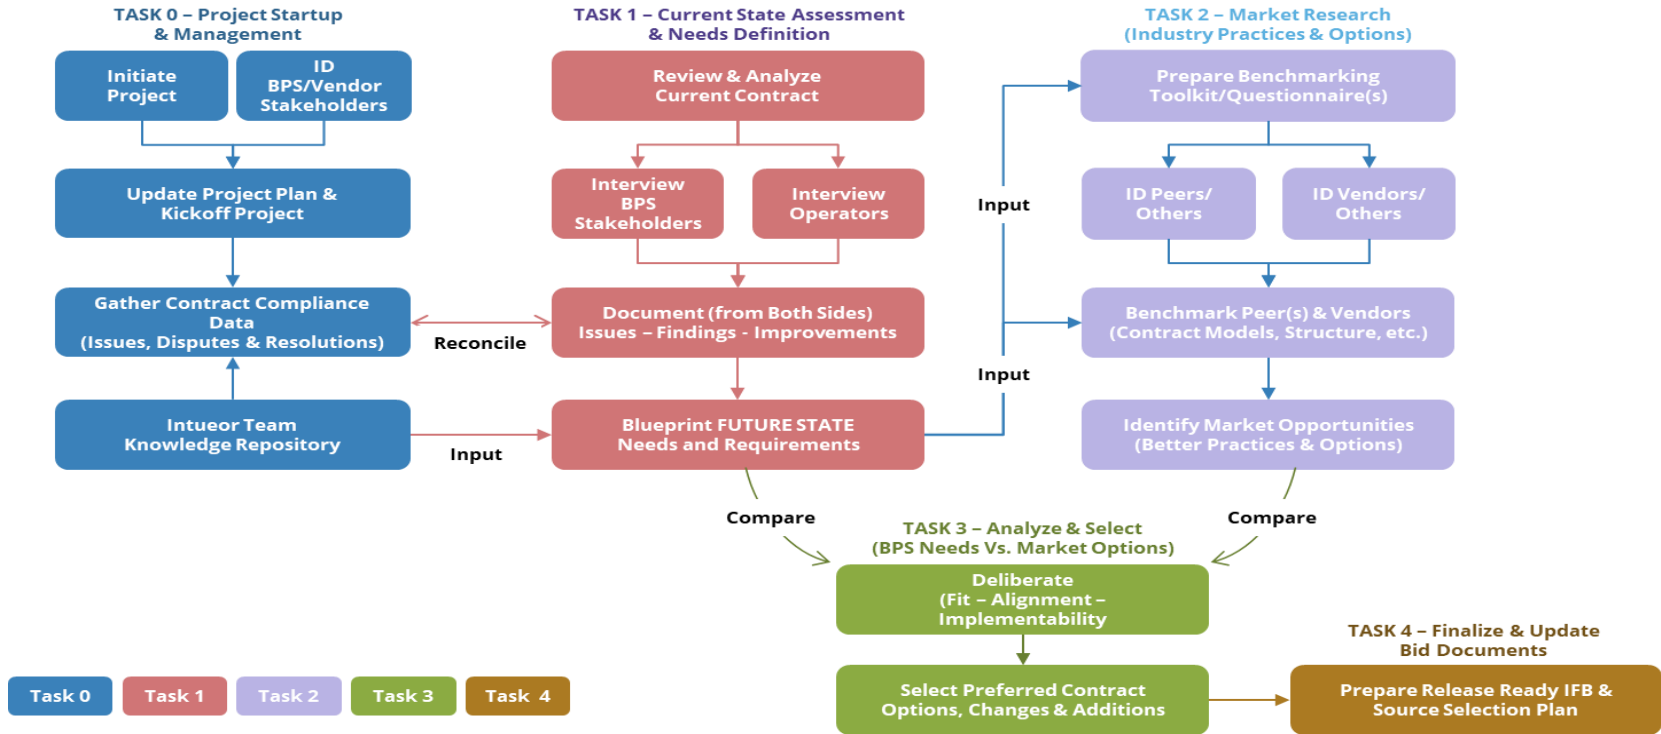 TASK 0 – Project Startup
& Management
Initiate
Project
ID
BPS/Vendor
Stakeholders
Update Project Plan &
Kickoff Project
Gather Contract Compliance
Data
(Issues, Disputes & Resolutions)
Intueor Team
Knowledge Repository
Reconcile
Input
TASK 1 – Current State Assessment
& Needs Definition
Review & Analyze
Current Contract
Interview
BPS
Stakeholders
Interview
Operators
Document (from Both Sides)
Issues – Findings - Improvements
Blueprint FUTURE STATE
Needs and Requirements
Input
Input
TASK 2 – Market Research
(Industry Practices & Options)
Prepare Benchmarking
Toolkit/Questionnaire(s)
ID Peers/
Others
ID Vendors/
Others
Benchmark Peer(s) & Vendors
(Contract Models, Structure, etc.)
Identify Market Opportunities
(Better Practices & Options)
Compare
Compare
TASK 3 – Analyze & Select
(BPS Needs Vs. Market Options)
Deliberate
(Fit – Alignment –
Implementability
Select Preferred Contract
Options, Changes & Additions
TASK 4 – Finalize & Update
Bid Documents
Prepare Release Ready IFB &
Source Selection Plan
Task 0
Task 1
Task 2
Task 3
Task 4